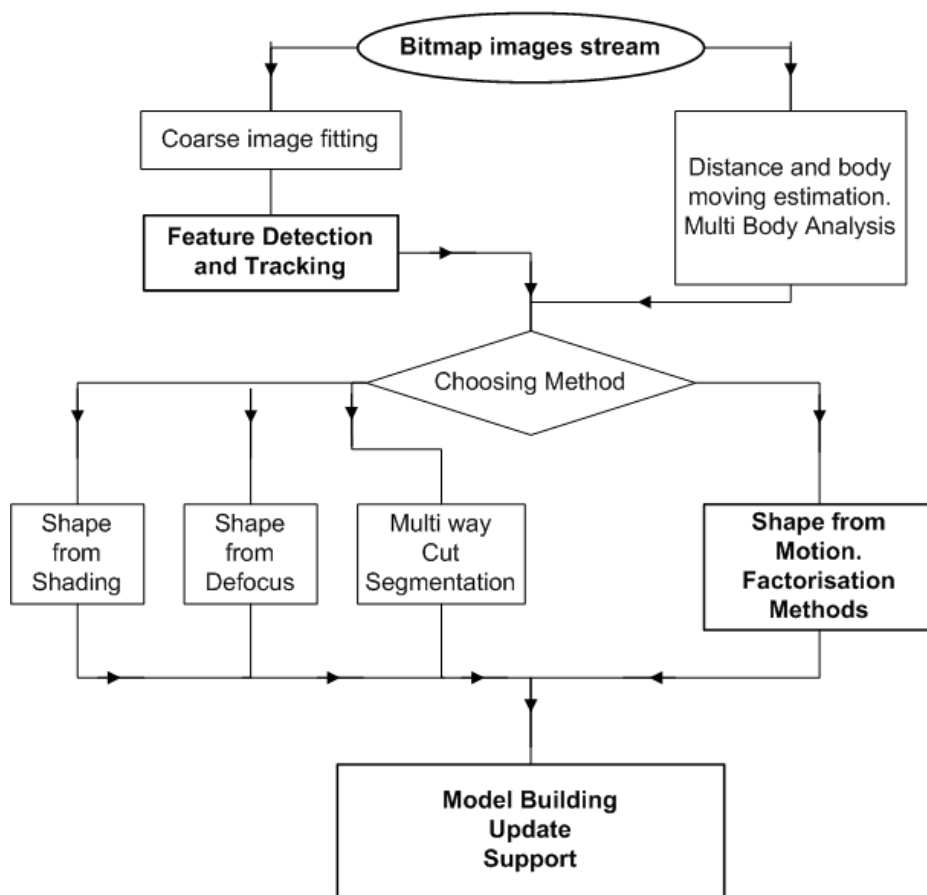 Bitmap images stream
Coarse image fitting
Distance and body
moving estimation.
Multi Body Analysis
Feature Detection
and Tracking
Choosing Method
Shape
from
Shading
Shape
from
Defocus
Multi way
Cut
Segmentation
Shape from
Motion.
Factorisation
Methods
Model Building
Update
Support